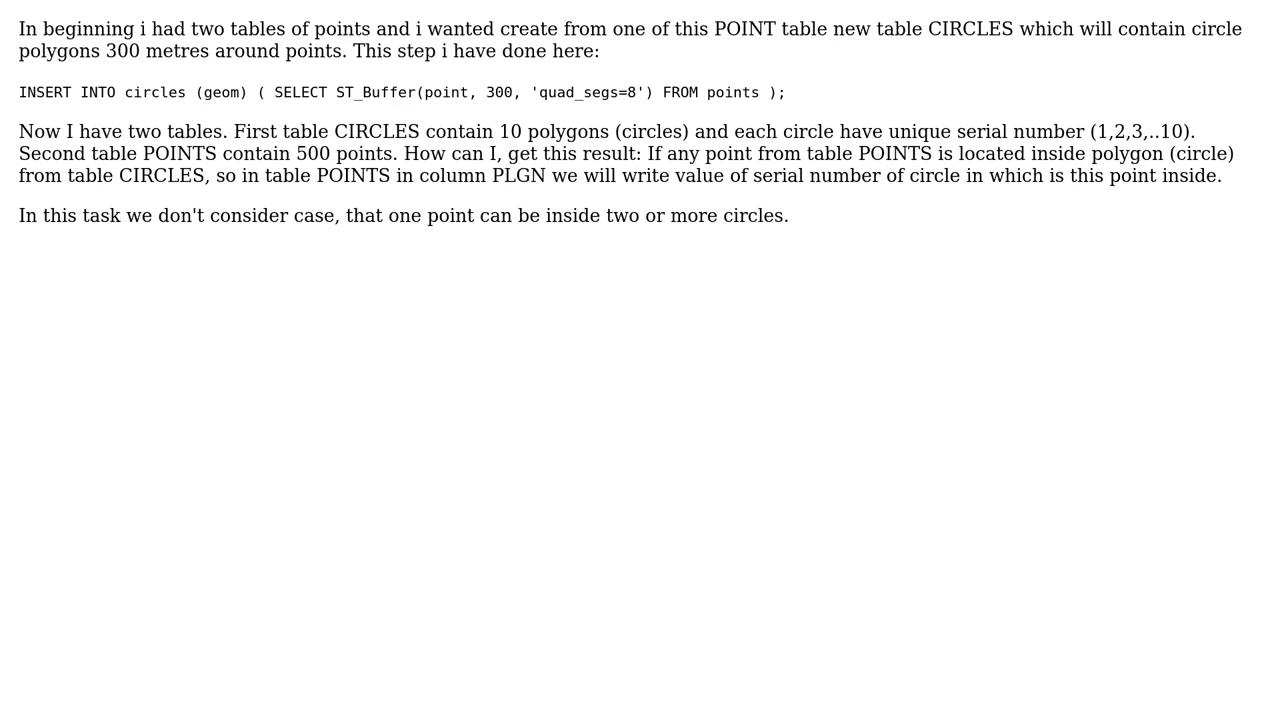 In beginning i had two tables of points and i wanted create from one of this POINT table new table CIRCLES which will contain circle
polygons 300 metres around points. This step i have done here:
INSERT INTO circles (geom) ( SELECT ST_Buffer(point, 300, 'quad_segs=8') FROM points );
Now I have two tables. First table CIRCLES contain 10 polygons (circles) and each circle have unique serial number (1,2,3,..10).
Second table POINTS contain 500 points. How can I, get this result: If any point from table POINTS is located inside polygon (circle)
from table CIRCLES, so in table POINTS in column PLGN we will write value of serial number of circle in which is this point inside.
In this task we don't consider case, that one point can be inside two or more circles.